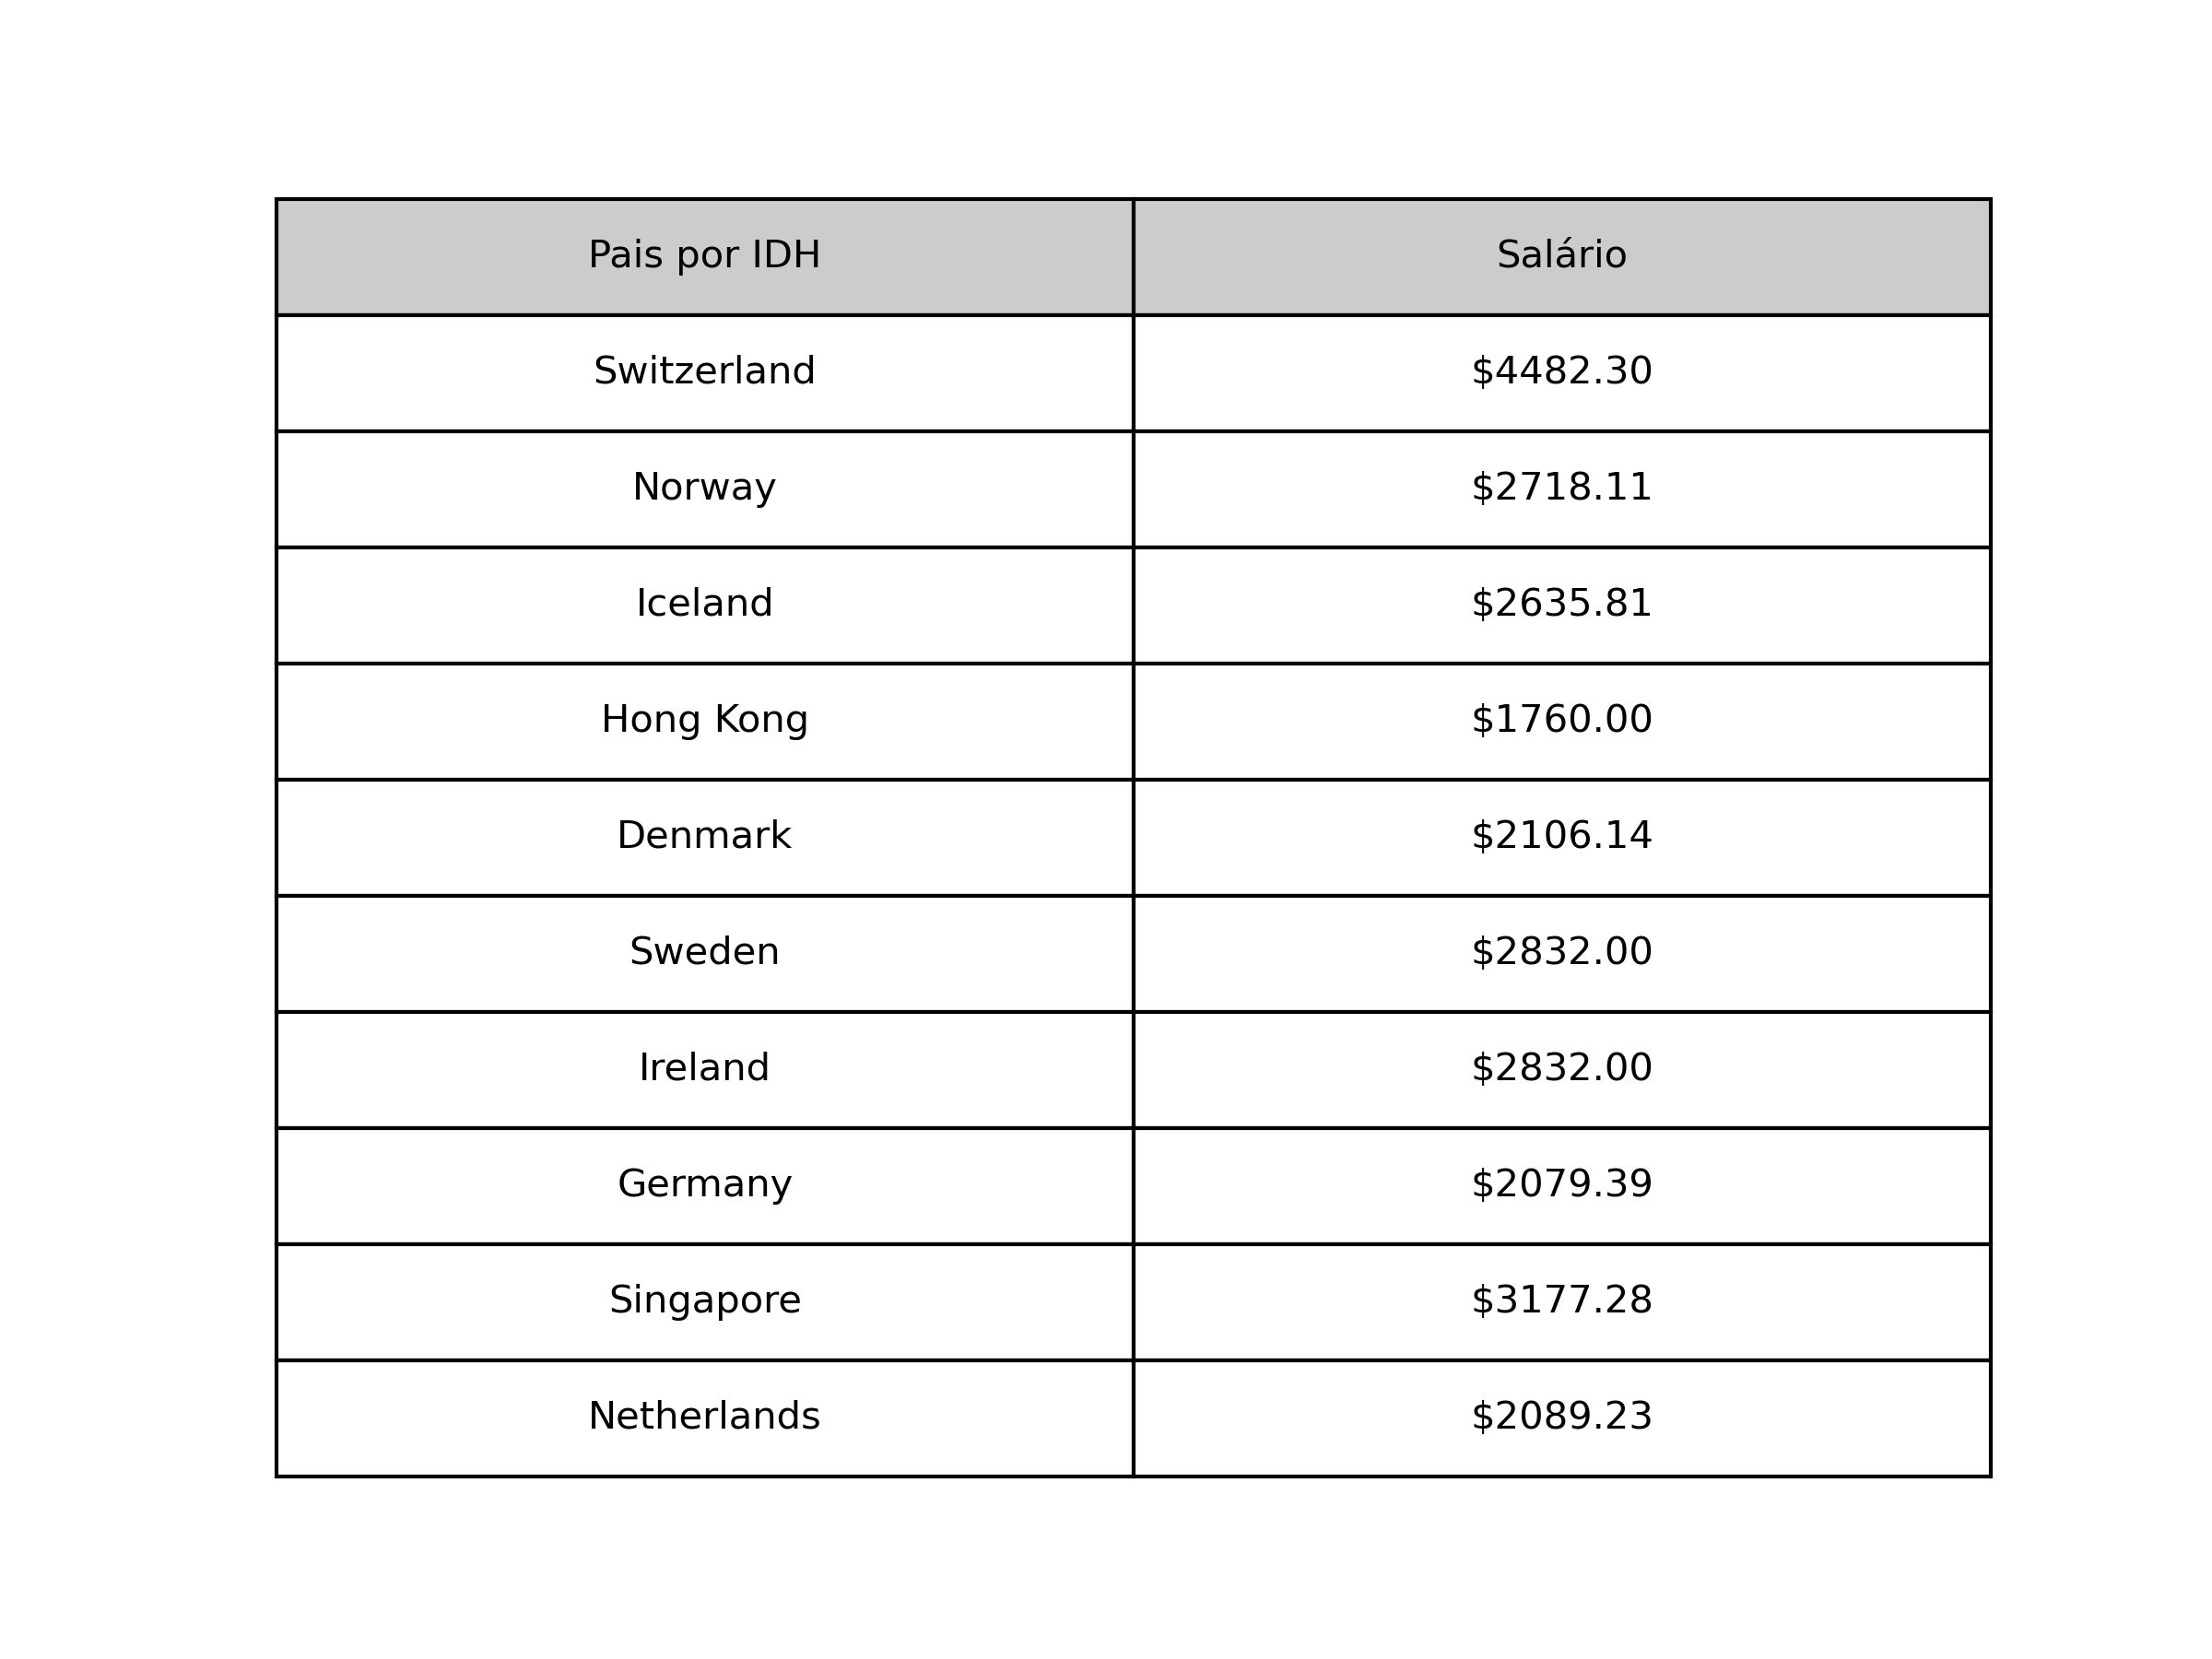 Pais por IDH Salário
Switzerland $4482.30
Norway $2718.11
Iceland $2635.81
Hong Kong $1760.00
Denmark $2106.14
Sweden $2832.00
Ireland $2832.00
Germany $2079.39
Singapore $3177.28
Netherlands $2089.23